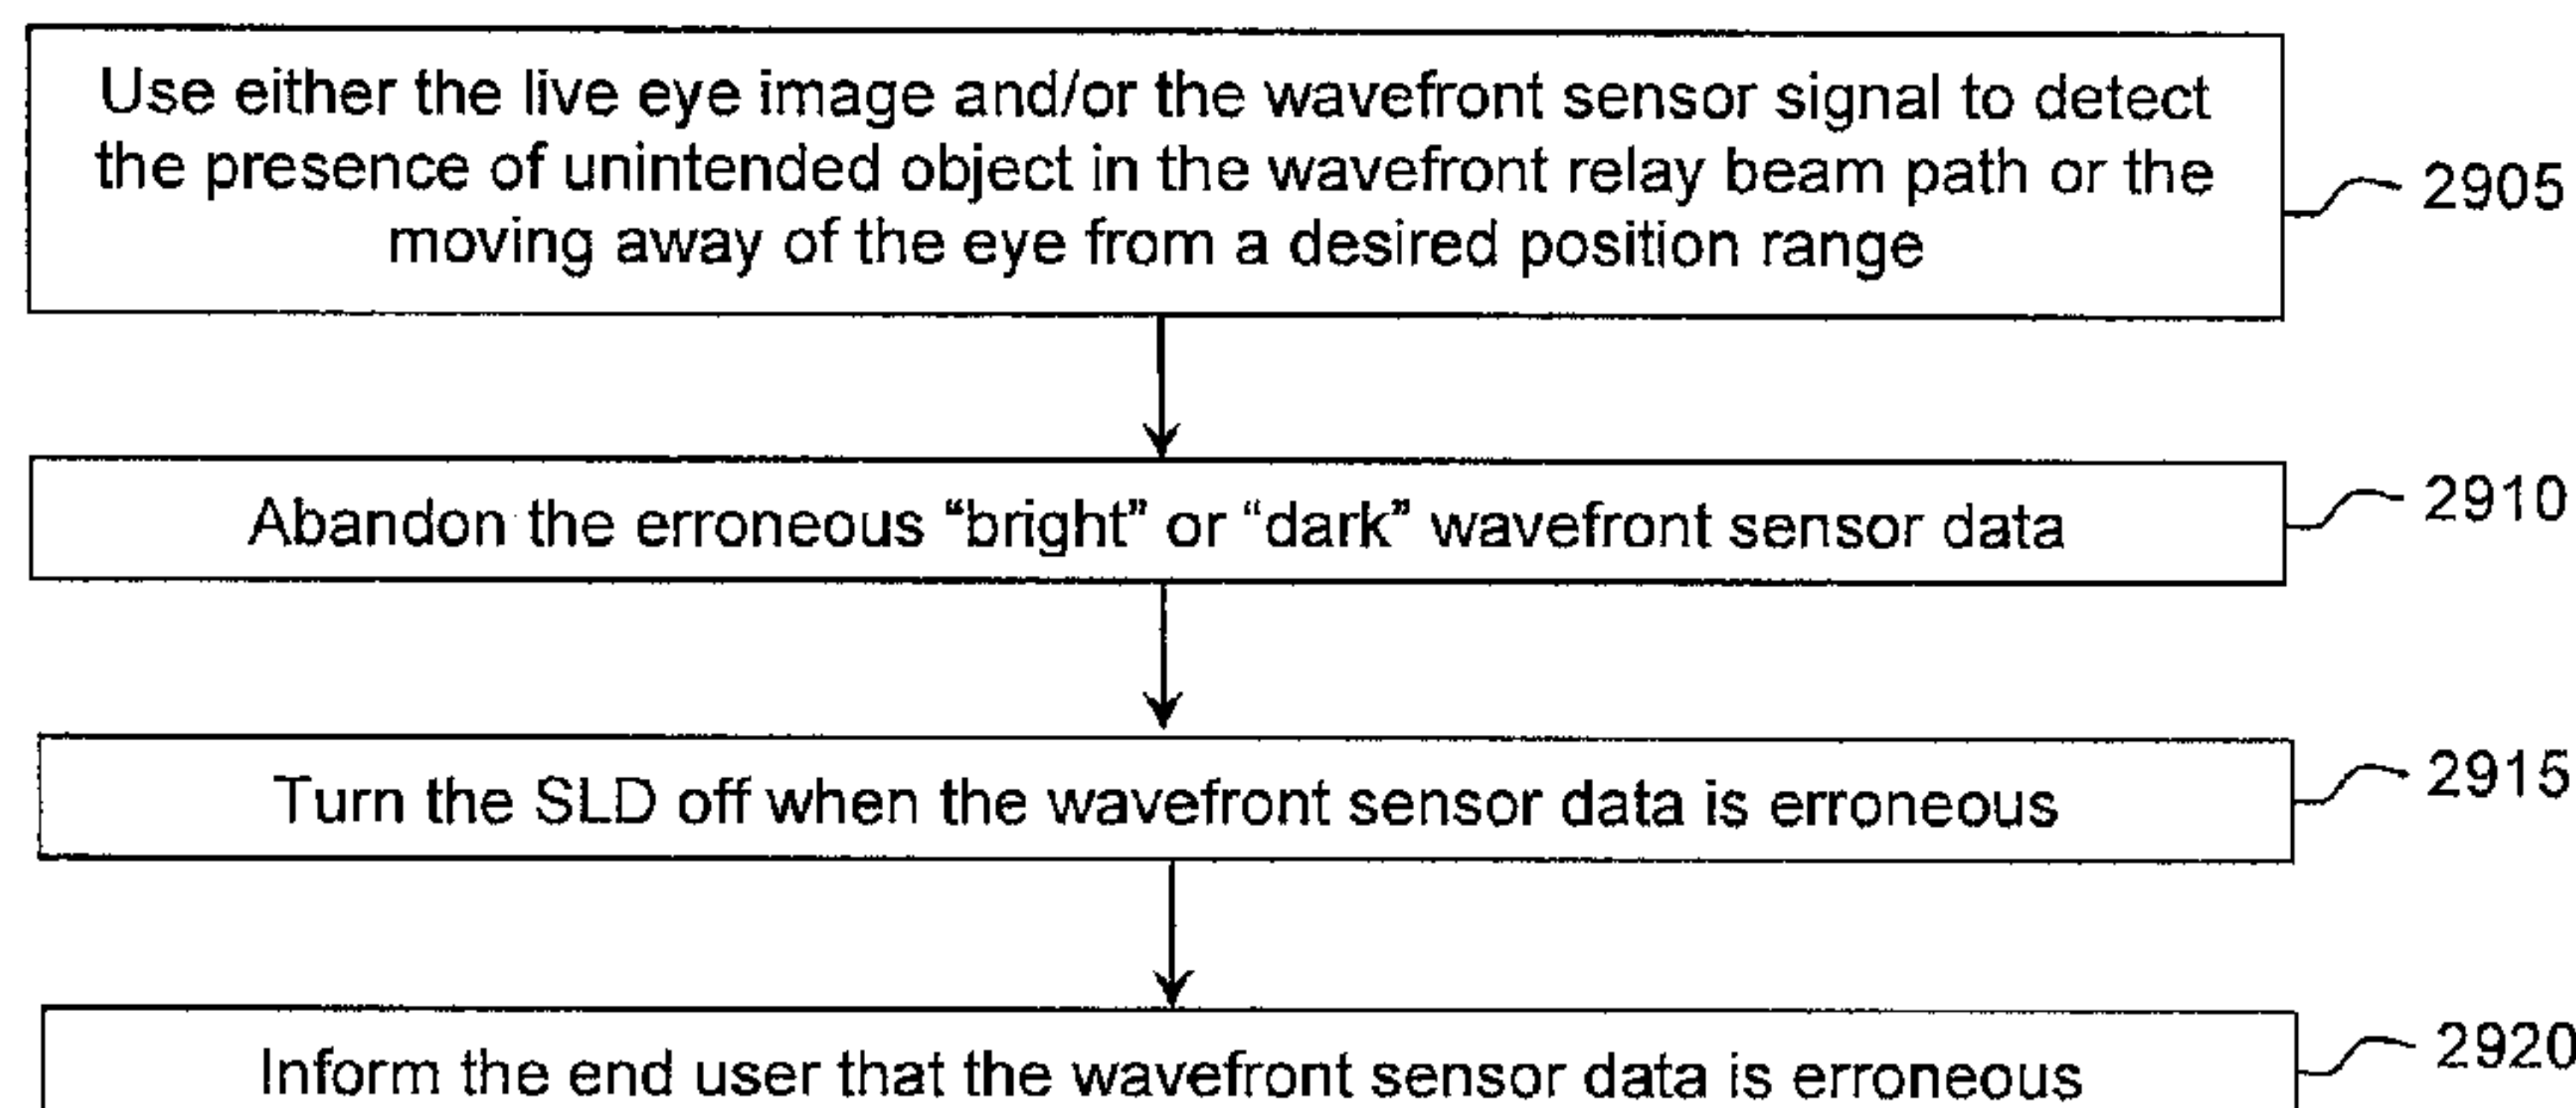 Use either the live eye image and/or the wavefront sensor signal to detect
the presence of unintended object in the wavefront relay beam path or the
moving away of the eye from a desired position range
2905
Abandon the erroneous “bright” or “dark” wavefront sensor data
2910
Turn the SLD off when the wavefront sensor data is erroneous
2915
Inform the end user that the wavefront sensor data is erroneous
2920